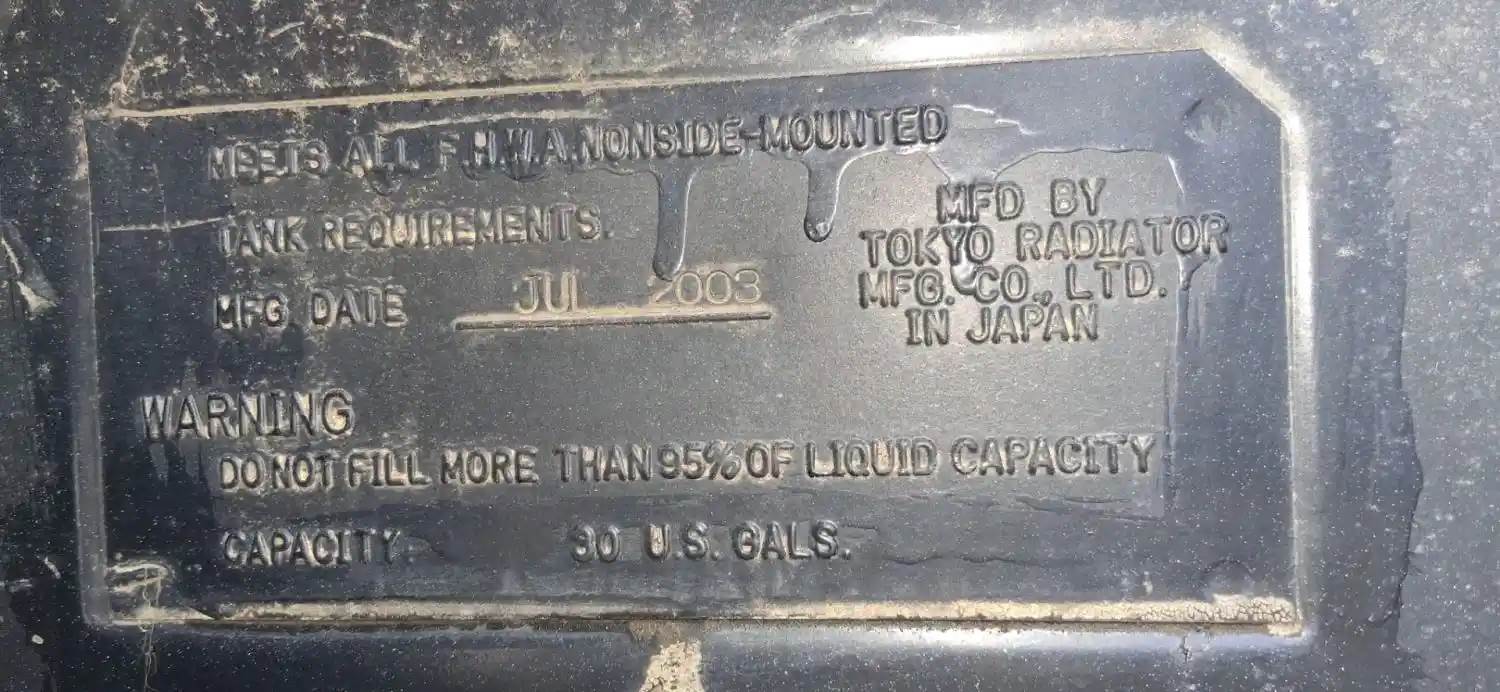 MEETS ALL F.H.W.A. NONSIDE-MOUNTED
TANK REQUIREMENTS.
MFG DATE JUL 2003
MFD BY
TOKYO RADIATOR
MFG. CO., LTD.
IN JAPAN
WARNING
DO NOT FILL MORE THAN 95% OF LIQUID CAPACITY
CAPACITY 30 U.S. GALS.